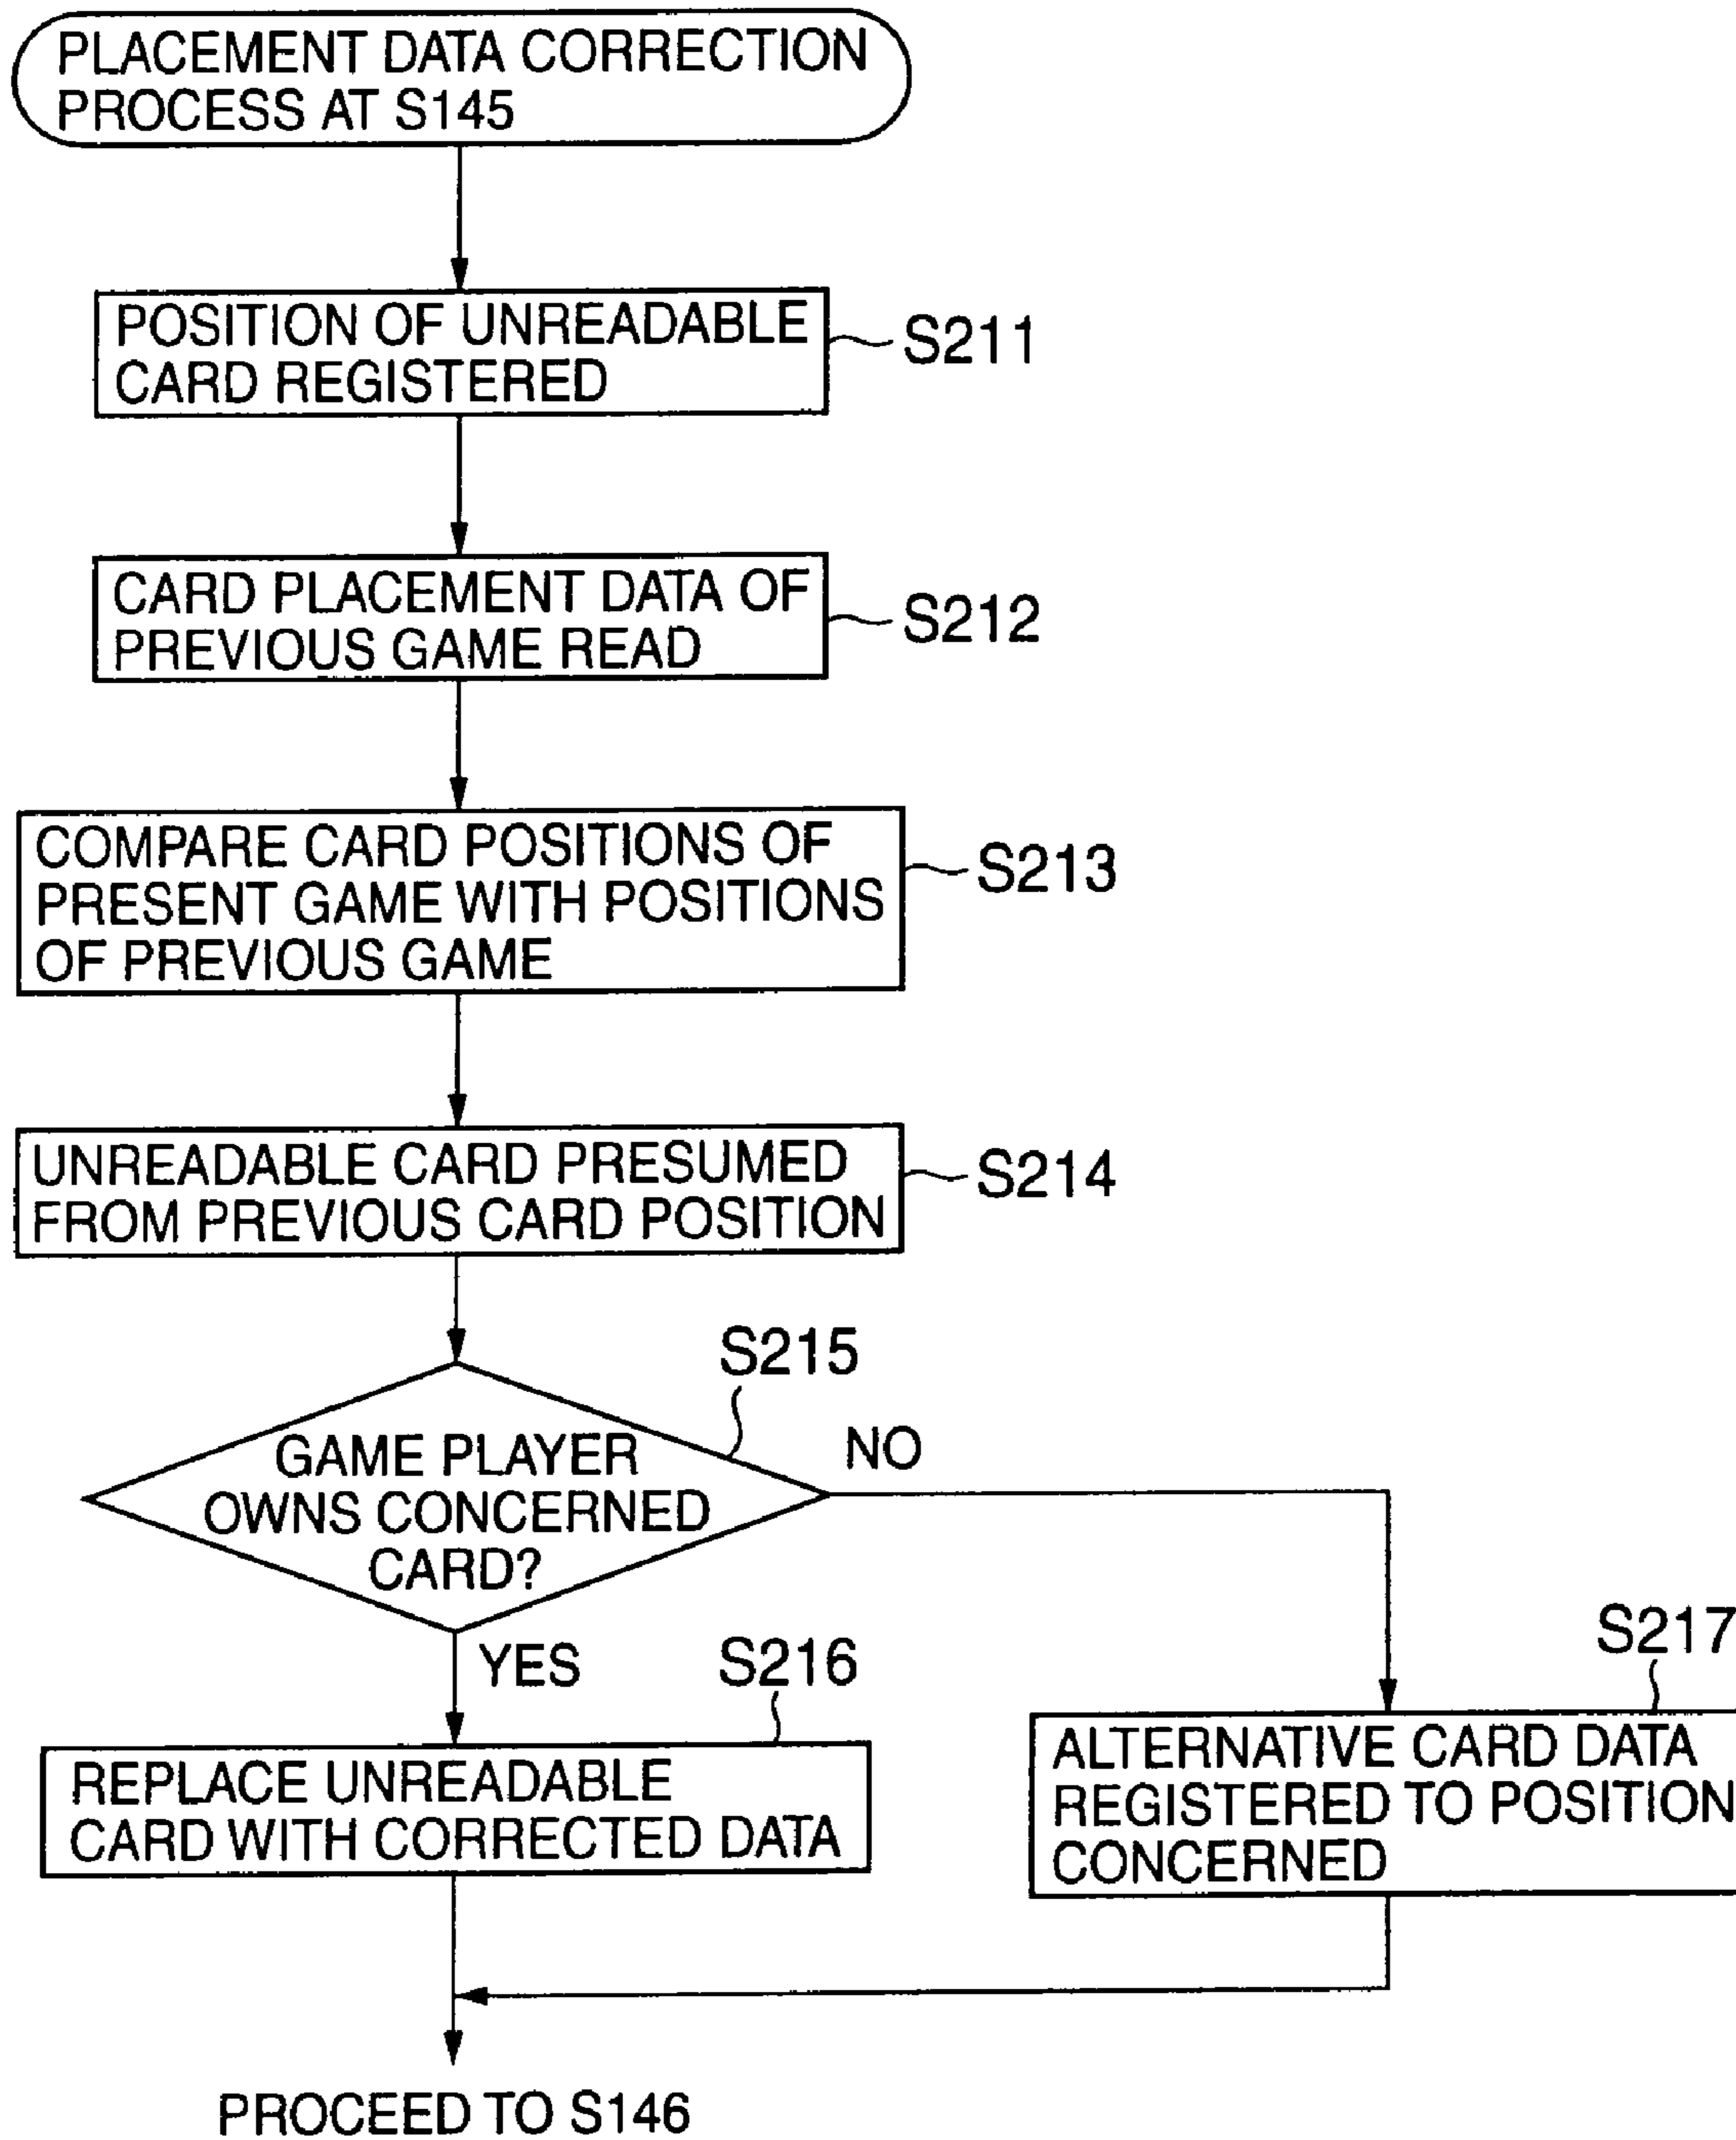 PLACEMENT DATA CORRECTION
PROCESS AT S145
POSITION OF UNREADABLE
CARD REGISTERED
S211
CARD PLACEMENT DATA OF
PREVIOUS GAME READ
S212
COMPARE CARD POSITIONS OF
PRESENT GAME WITH POSITIONS
OF PREVIOUS GAME
S213
UNREADABLE CARD PRESUMED
FROM PREVIOUS CARD POSITION
S214
S215
GAME PLAYER
OWNS CONCERNED
CARD?
NO
YES
S216
REPLACE UNREADABLE
CARD WITH CORRECTED DATA
S217
ALTERNATIVE CARD DATA
REGISTERED TO POSITION
CONCERNED
PROCEED TO S146